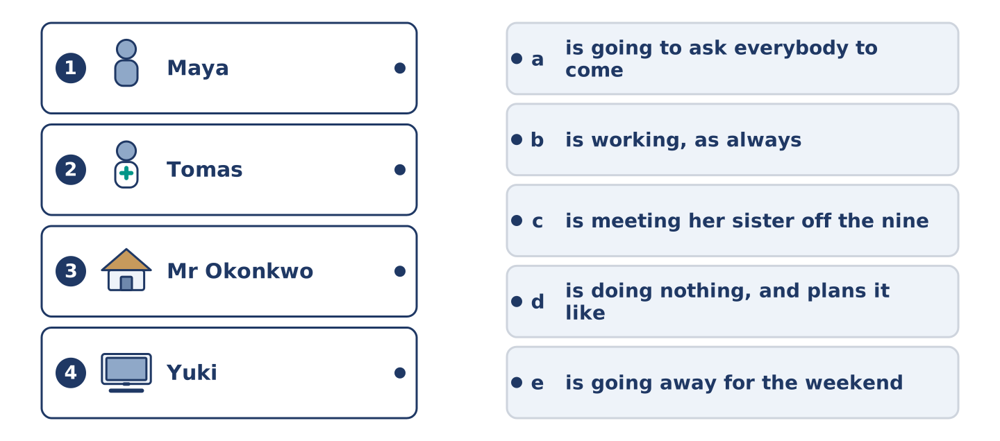 1 Maya
2 Tomas
3 Mr Okonkwo
4 Yuki
a is going to ask everybody to
come
b is working, as always
c is meeting her sister off the nine
d is doing nothing, and plans it
like
e is going away for the weekend